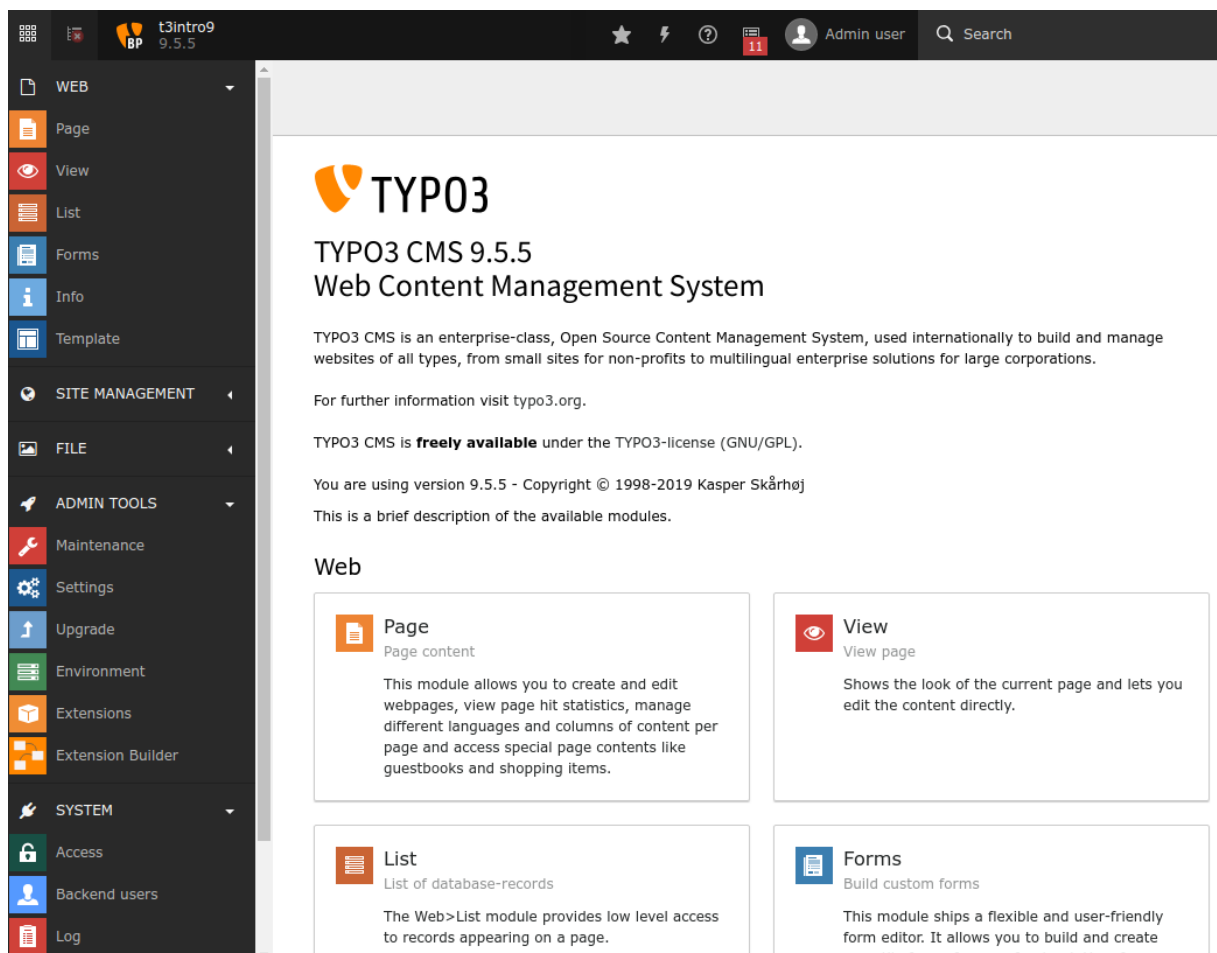 t3intro9
BP
9.5.5
11
Admin user
Search
WEB
Page
View
List
Forms
Info
Template
SITE MANAGEMENT
FILE
ADMIN TOOLS
Maintenance
Settings
Upgrade
Environment
Extensions
Extension Builder
SYSTEM
Access
Backend users
Log
TYPO3
TYPO3 CMS 9.5.5
Web Content Management System
TYPO3 CMS is an enterprise-class, Open Source Content Management System, used internationally to build and manage
websites of all types, from small sites for non-profits to multilingual enterprise solutions for large corporations.
For further information visit typo3.org.
TYPO3 CMS is freely available under the TYPO3-license (GNU/GPL).
You are using version 9.5.5 - Copyright © 1998-2019 Kasper Skårhøj
This is a brief description of the available modules.
Web
Page
Page content
This module allows you to create and edit
webpages, view page hit statistics, manage
different languages and columns of content per
page and access special page contents like
guestbooks and shopping items.
View
View page
Shows the look of the current page and lets you
edit the content directly.
List
List of database-records
The Web>List module provides low level access
to records appearing on a page.
Forms
Build custom forms
This module ships a flexible and user-friendly
form editor. It allows you to build and create